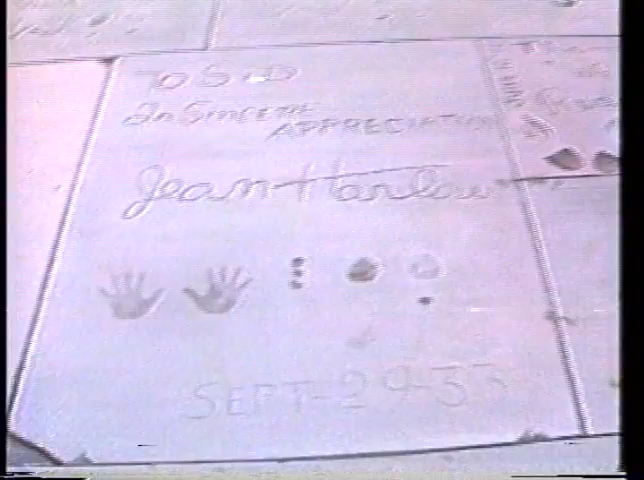 TO SID
In Sincere
APPRECIATION
Jean Harlow
SEPT-29-33